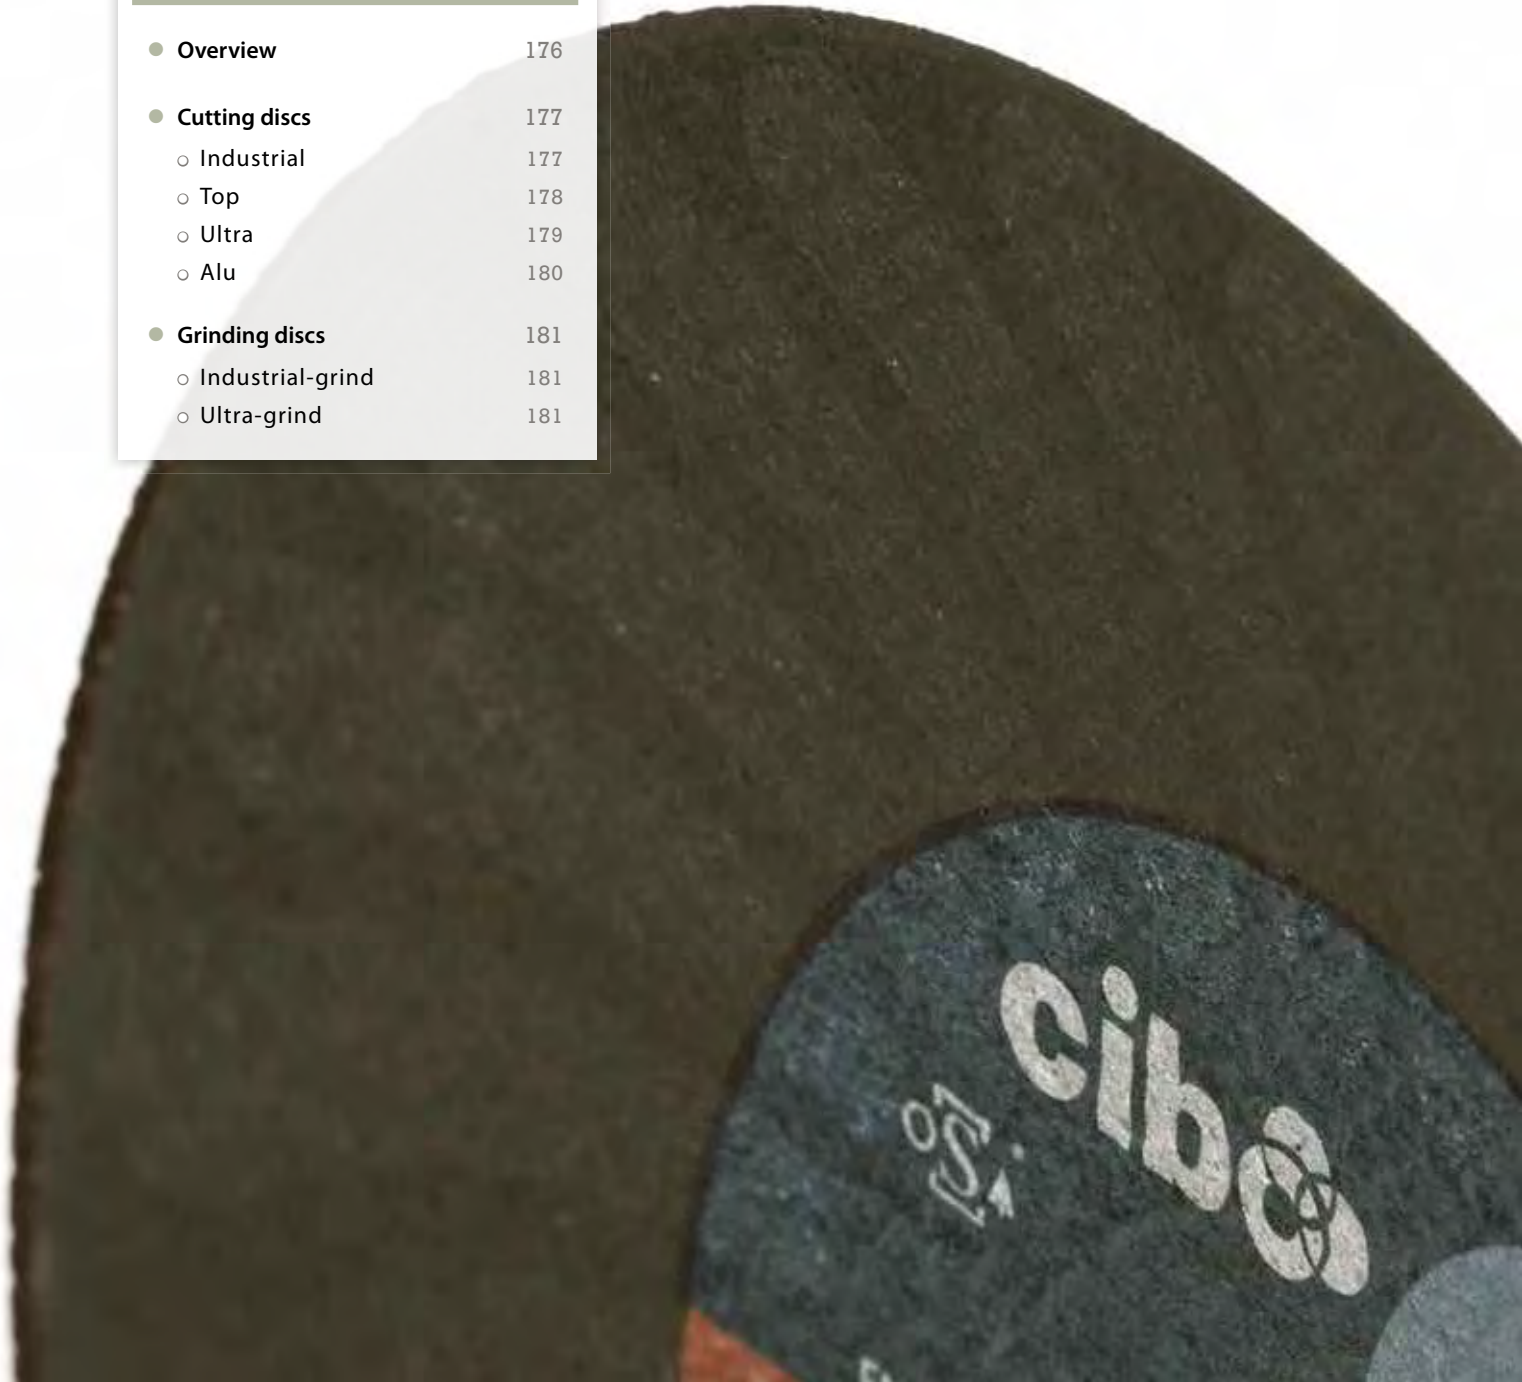 Overview 176
Cutting discs 177
Industrial 177
Top 178
Ultra 179
Alu 180
Grinding discs 181
Industrial-grind 181
Ultra-grind 181
cibo